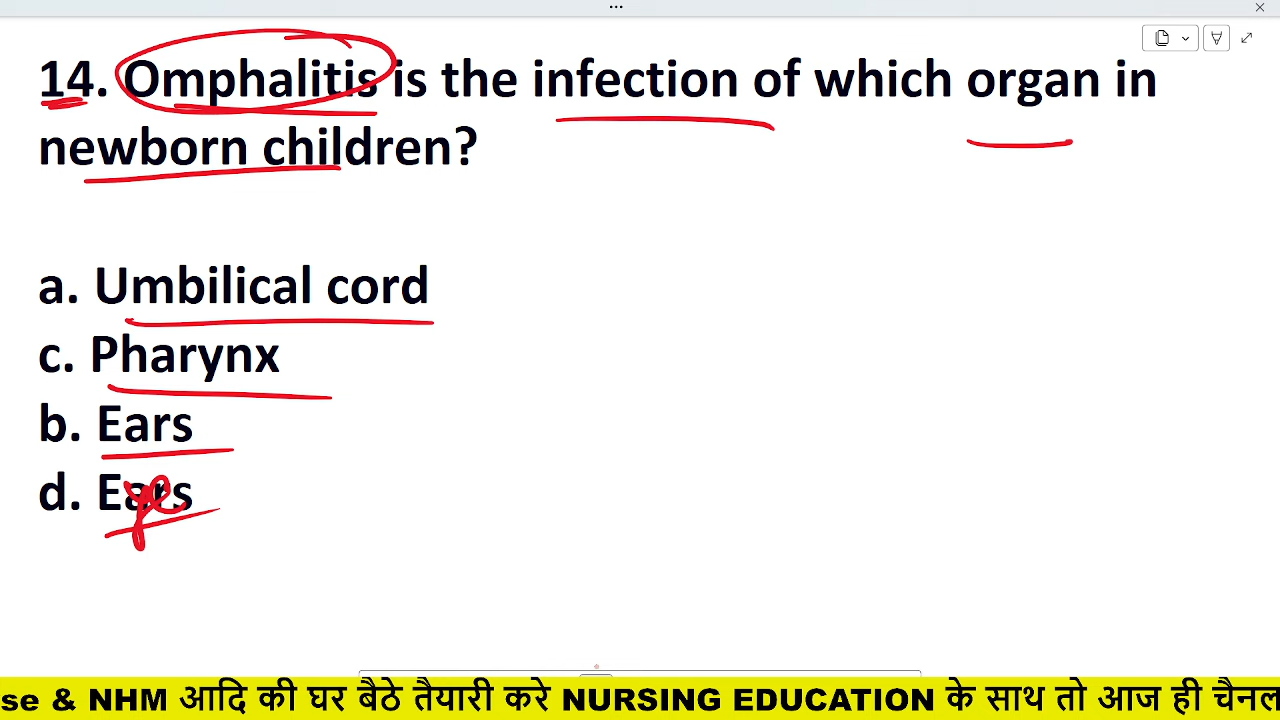 14. Omphalitis is the infection of which organ in
newborn children?
a. Umbilical cord
c. Pharynx
b. Ears
d. Ears
ye
se & NHM आदि की घर बैठे तैयारी करे NURSING EDUCATION के साथ तो आज ही चैनल